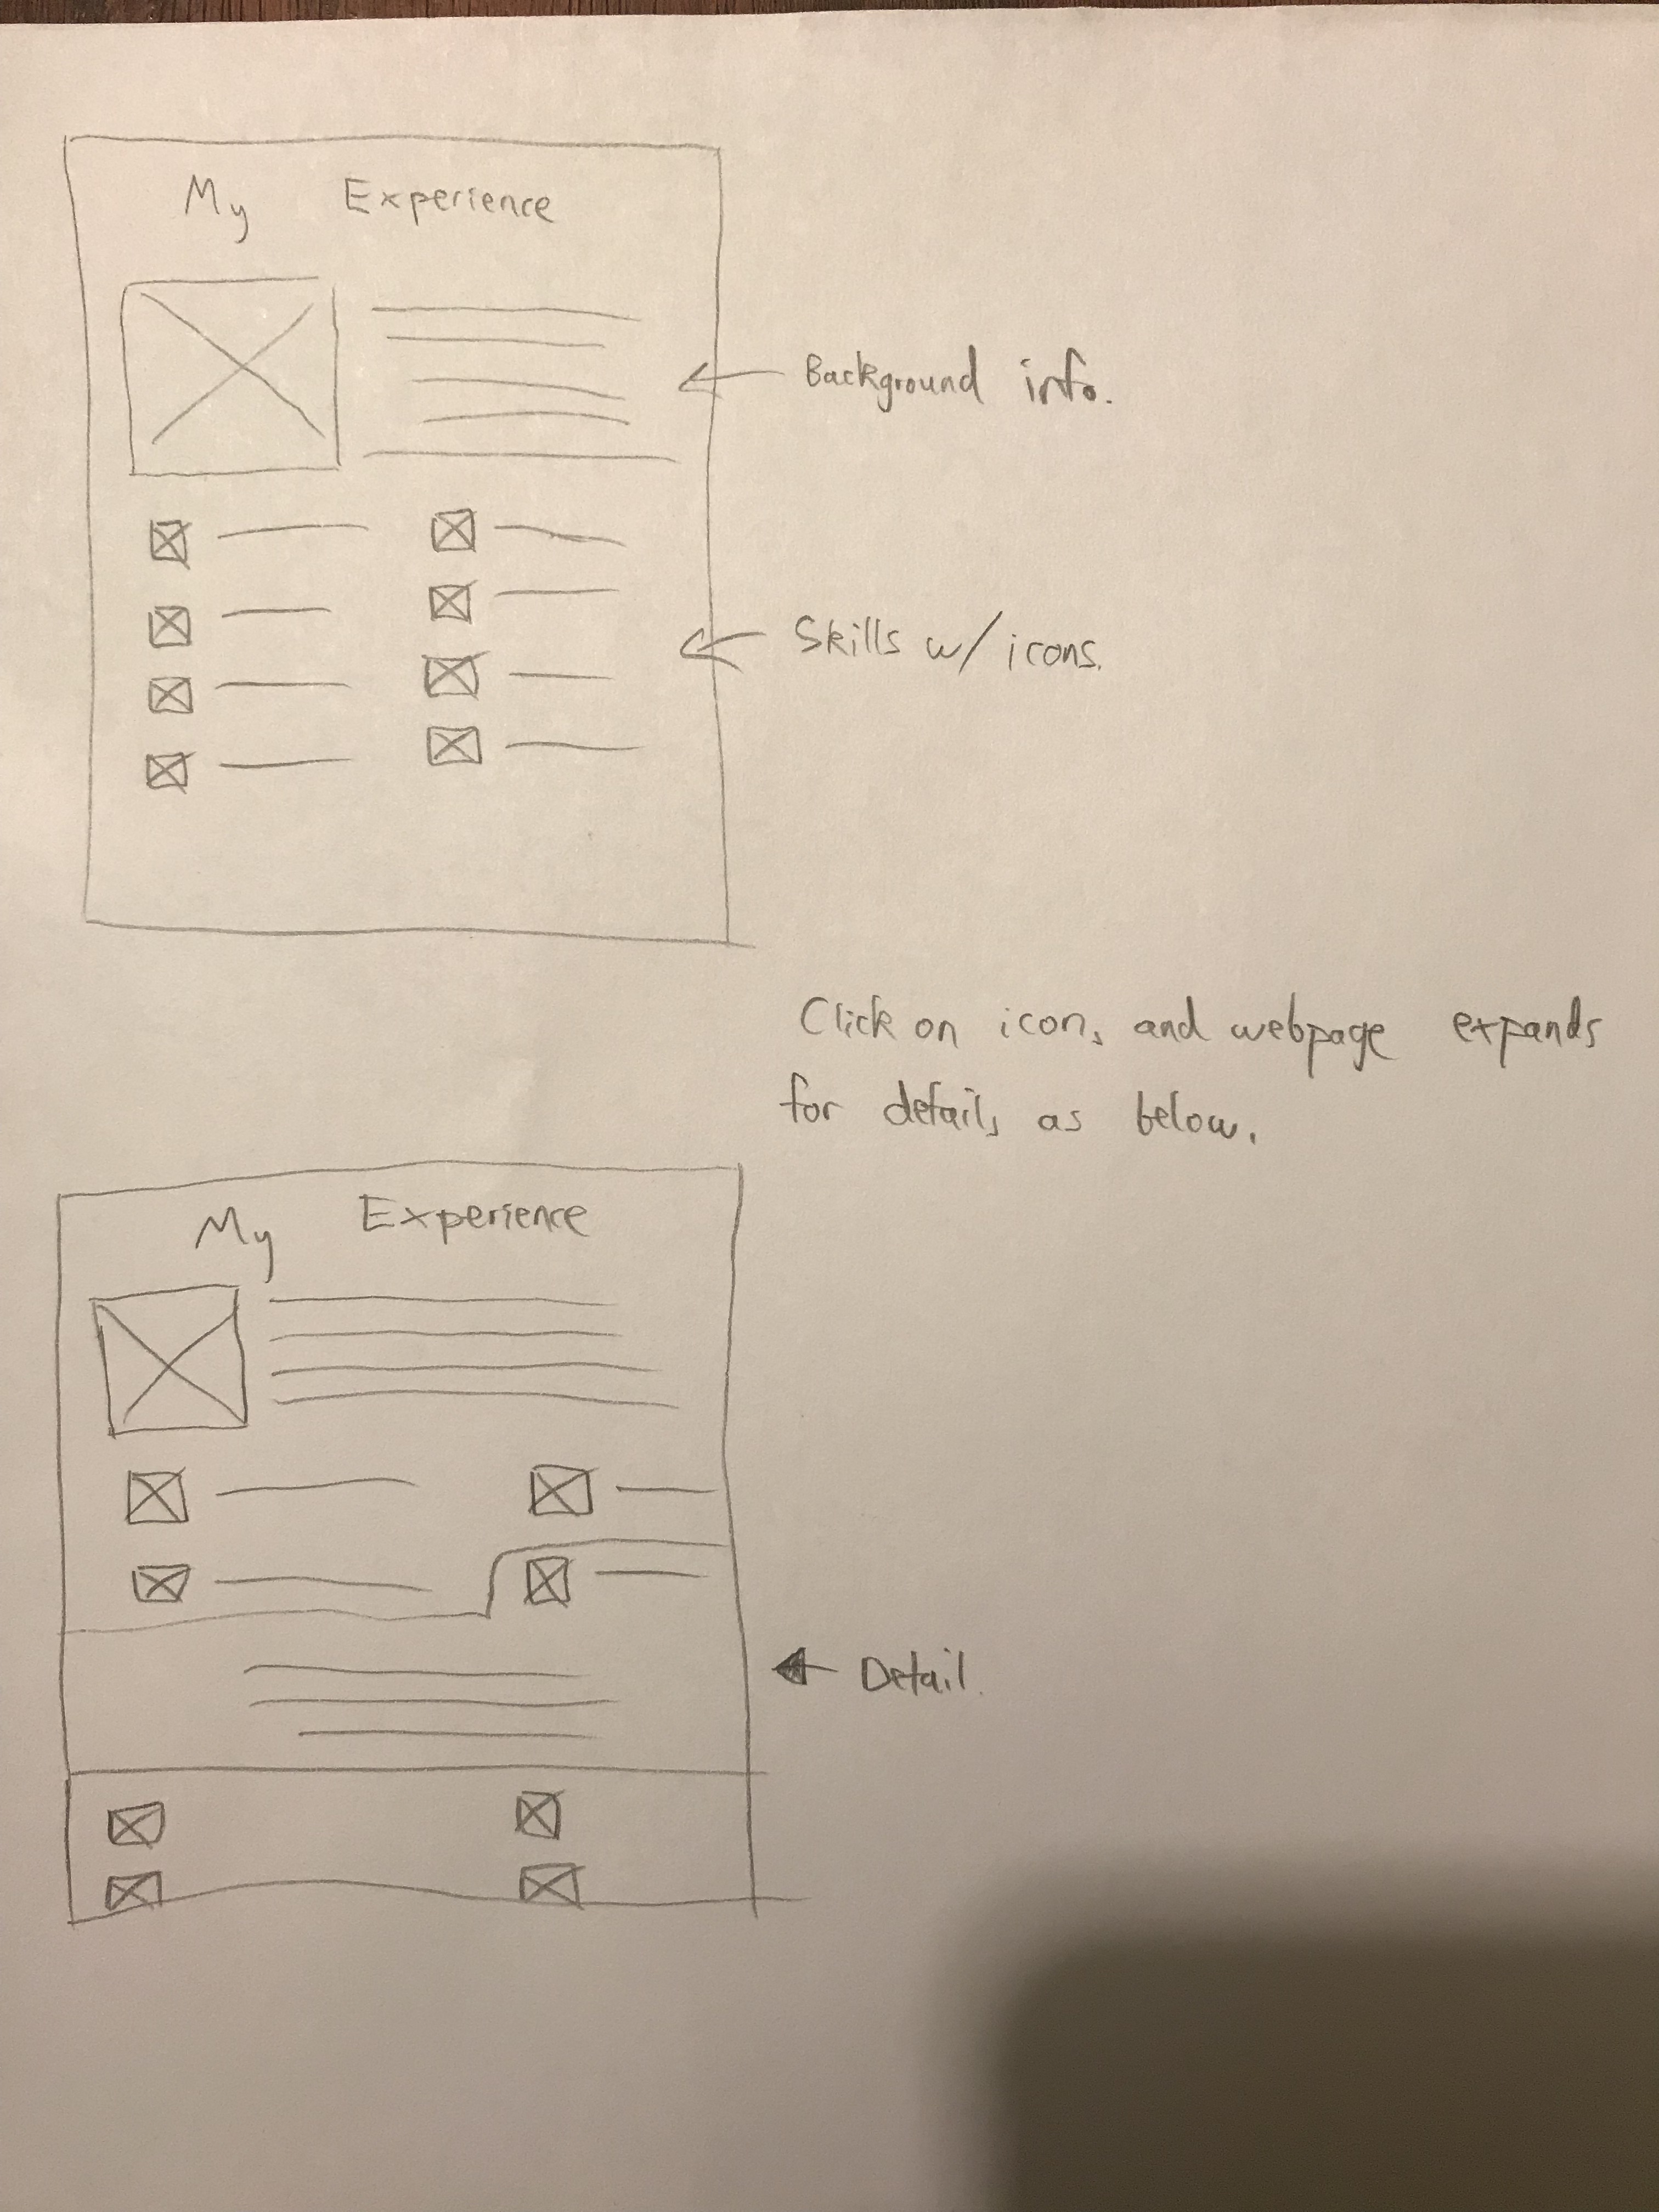 My Experience
Background info.
Skills w/ icons.
Click on icon, and webpage expands
for details as below.
My Experience
Detail.